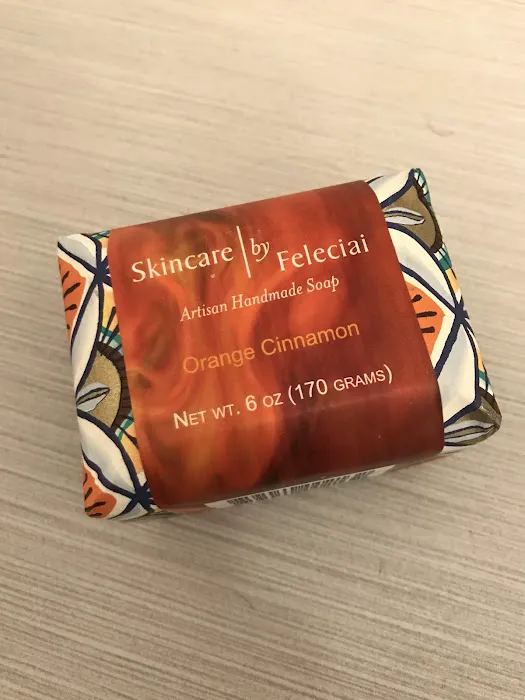 Skincare | by Feleciai
Artisan Handmade Soap
Orange Cinnamon
NET WT. 6 OZ (170 GRAMS)